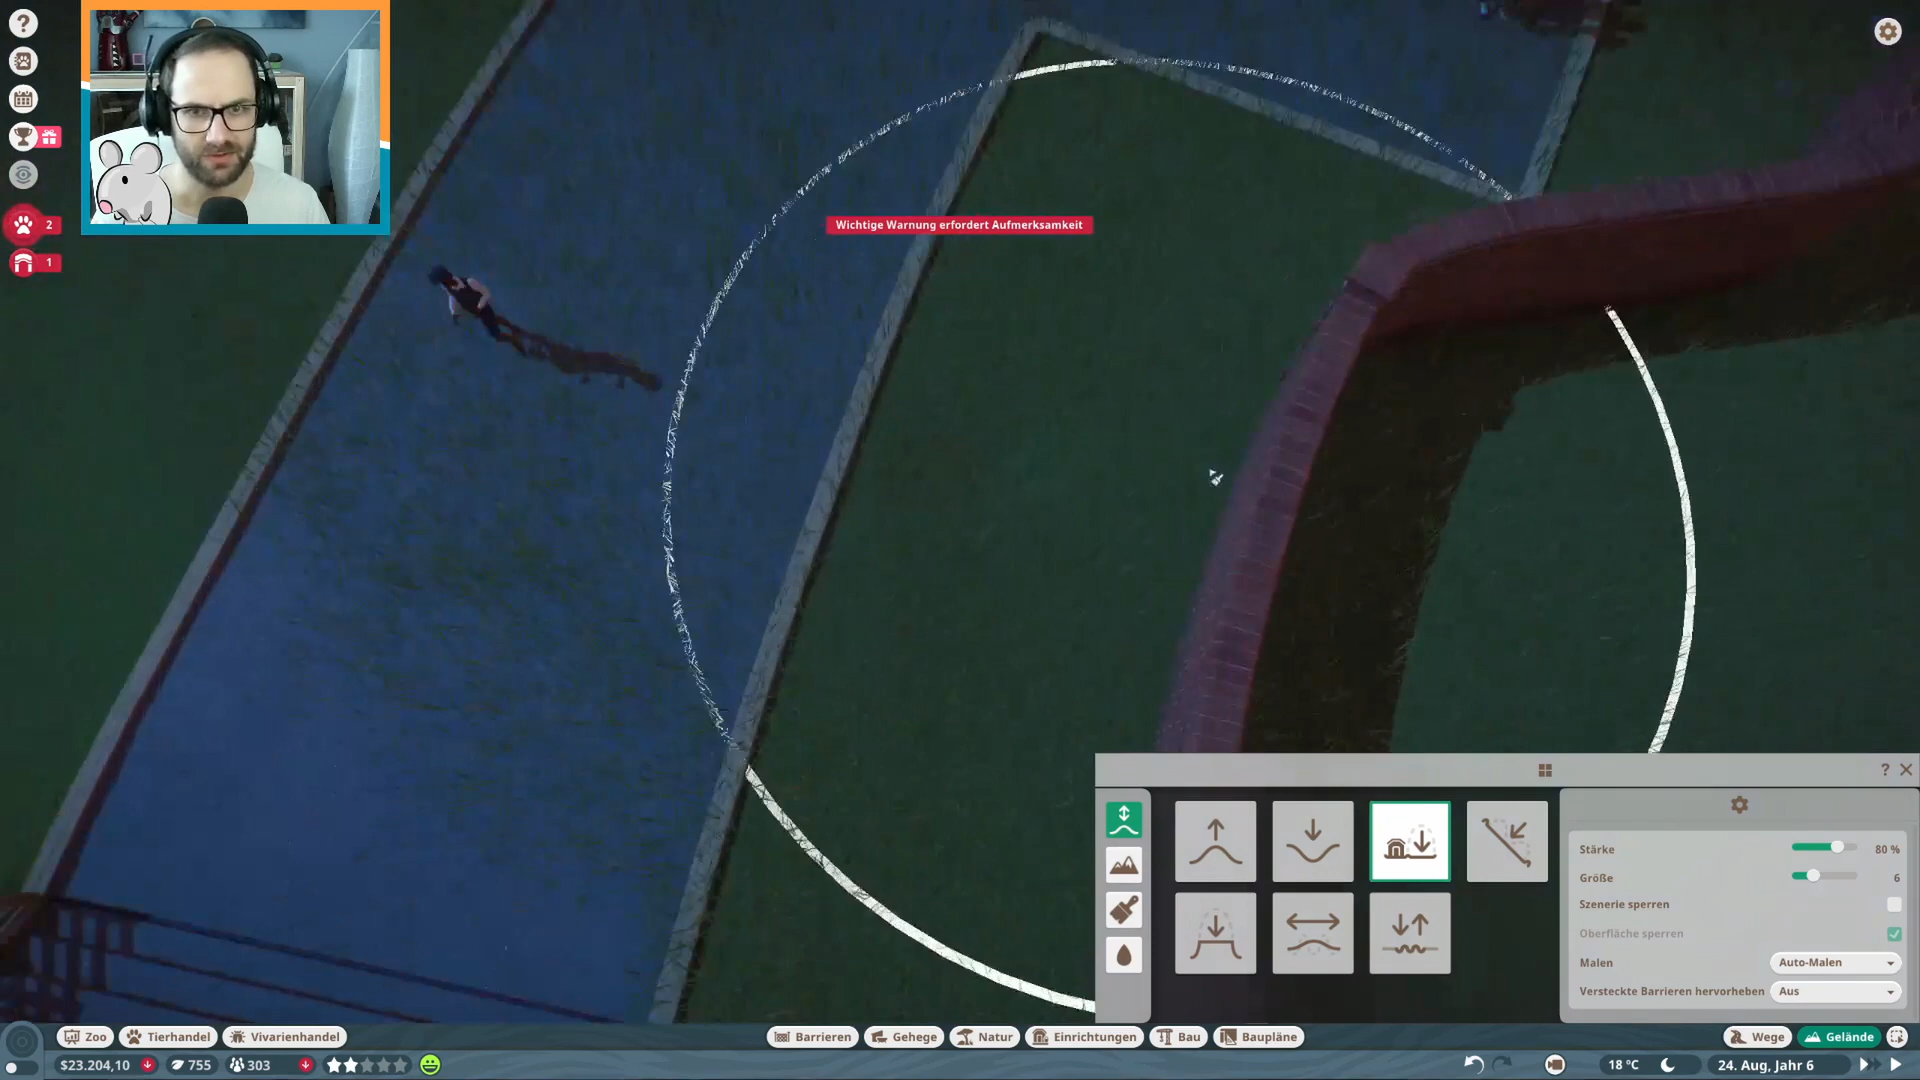 ?
2
1
Wichtige Warnung erfordert Aufmerksamkeit
?
Stärke 80 %
Größe 6
Szenerie sperren
Oberfläche sperren
Malen Auto-Malen
Versteckte Barrieren hervorheben Aus
Zoo Tierhandel Vivarienhandel Barrieren Gehege Natur Einrichtungen Bau Baupläne Wege Gelände
$23.204,10 755 303 18 °C 24. Aug, Jahr 6